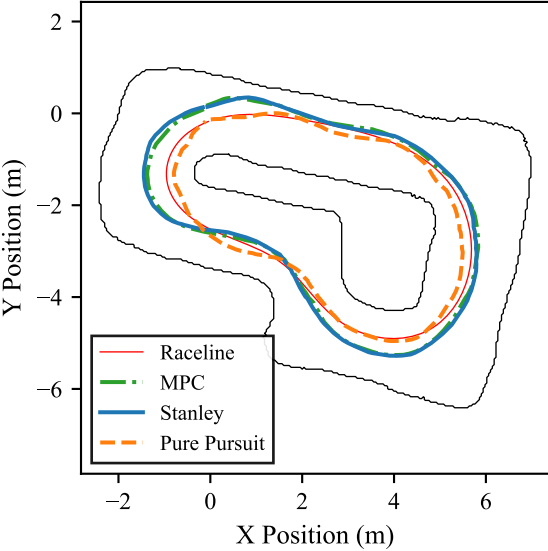 2
0
−2
−4
−6
Y Position (m)
Raceline
MPC
Stanley
Pure Pursuit
−2 0 2 4 6
X Position (m)